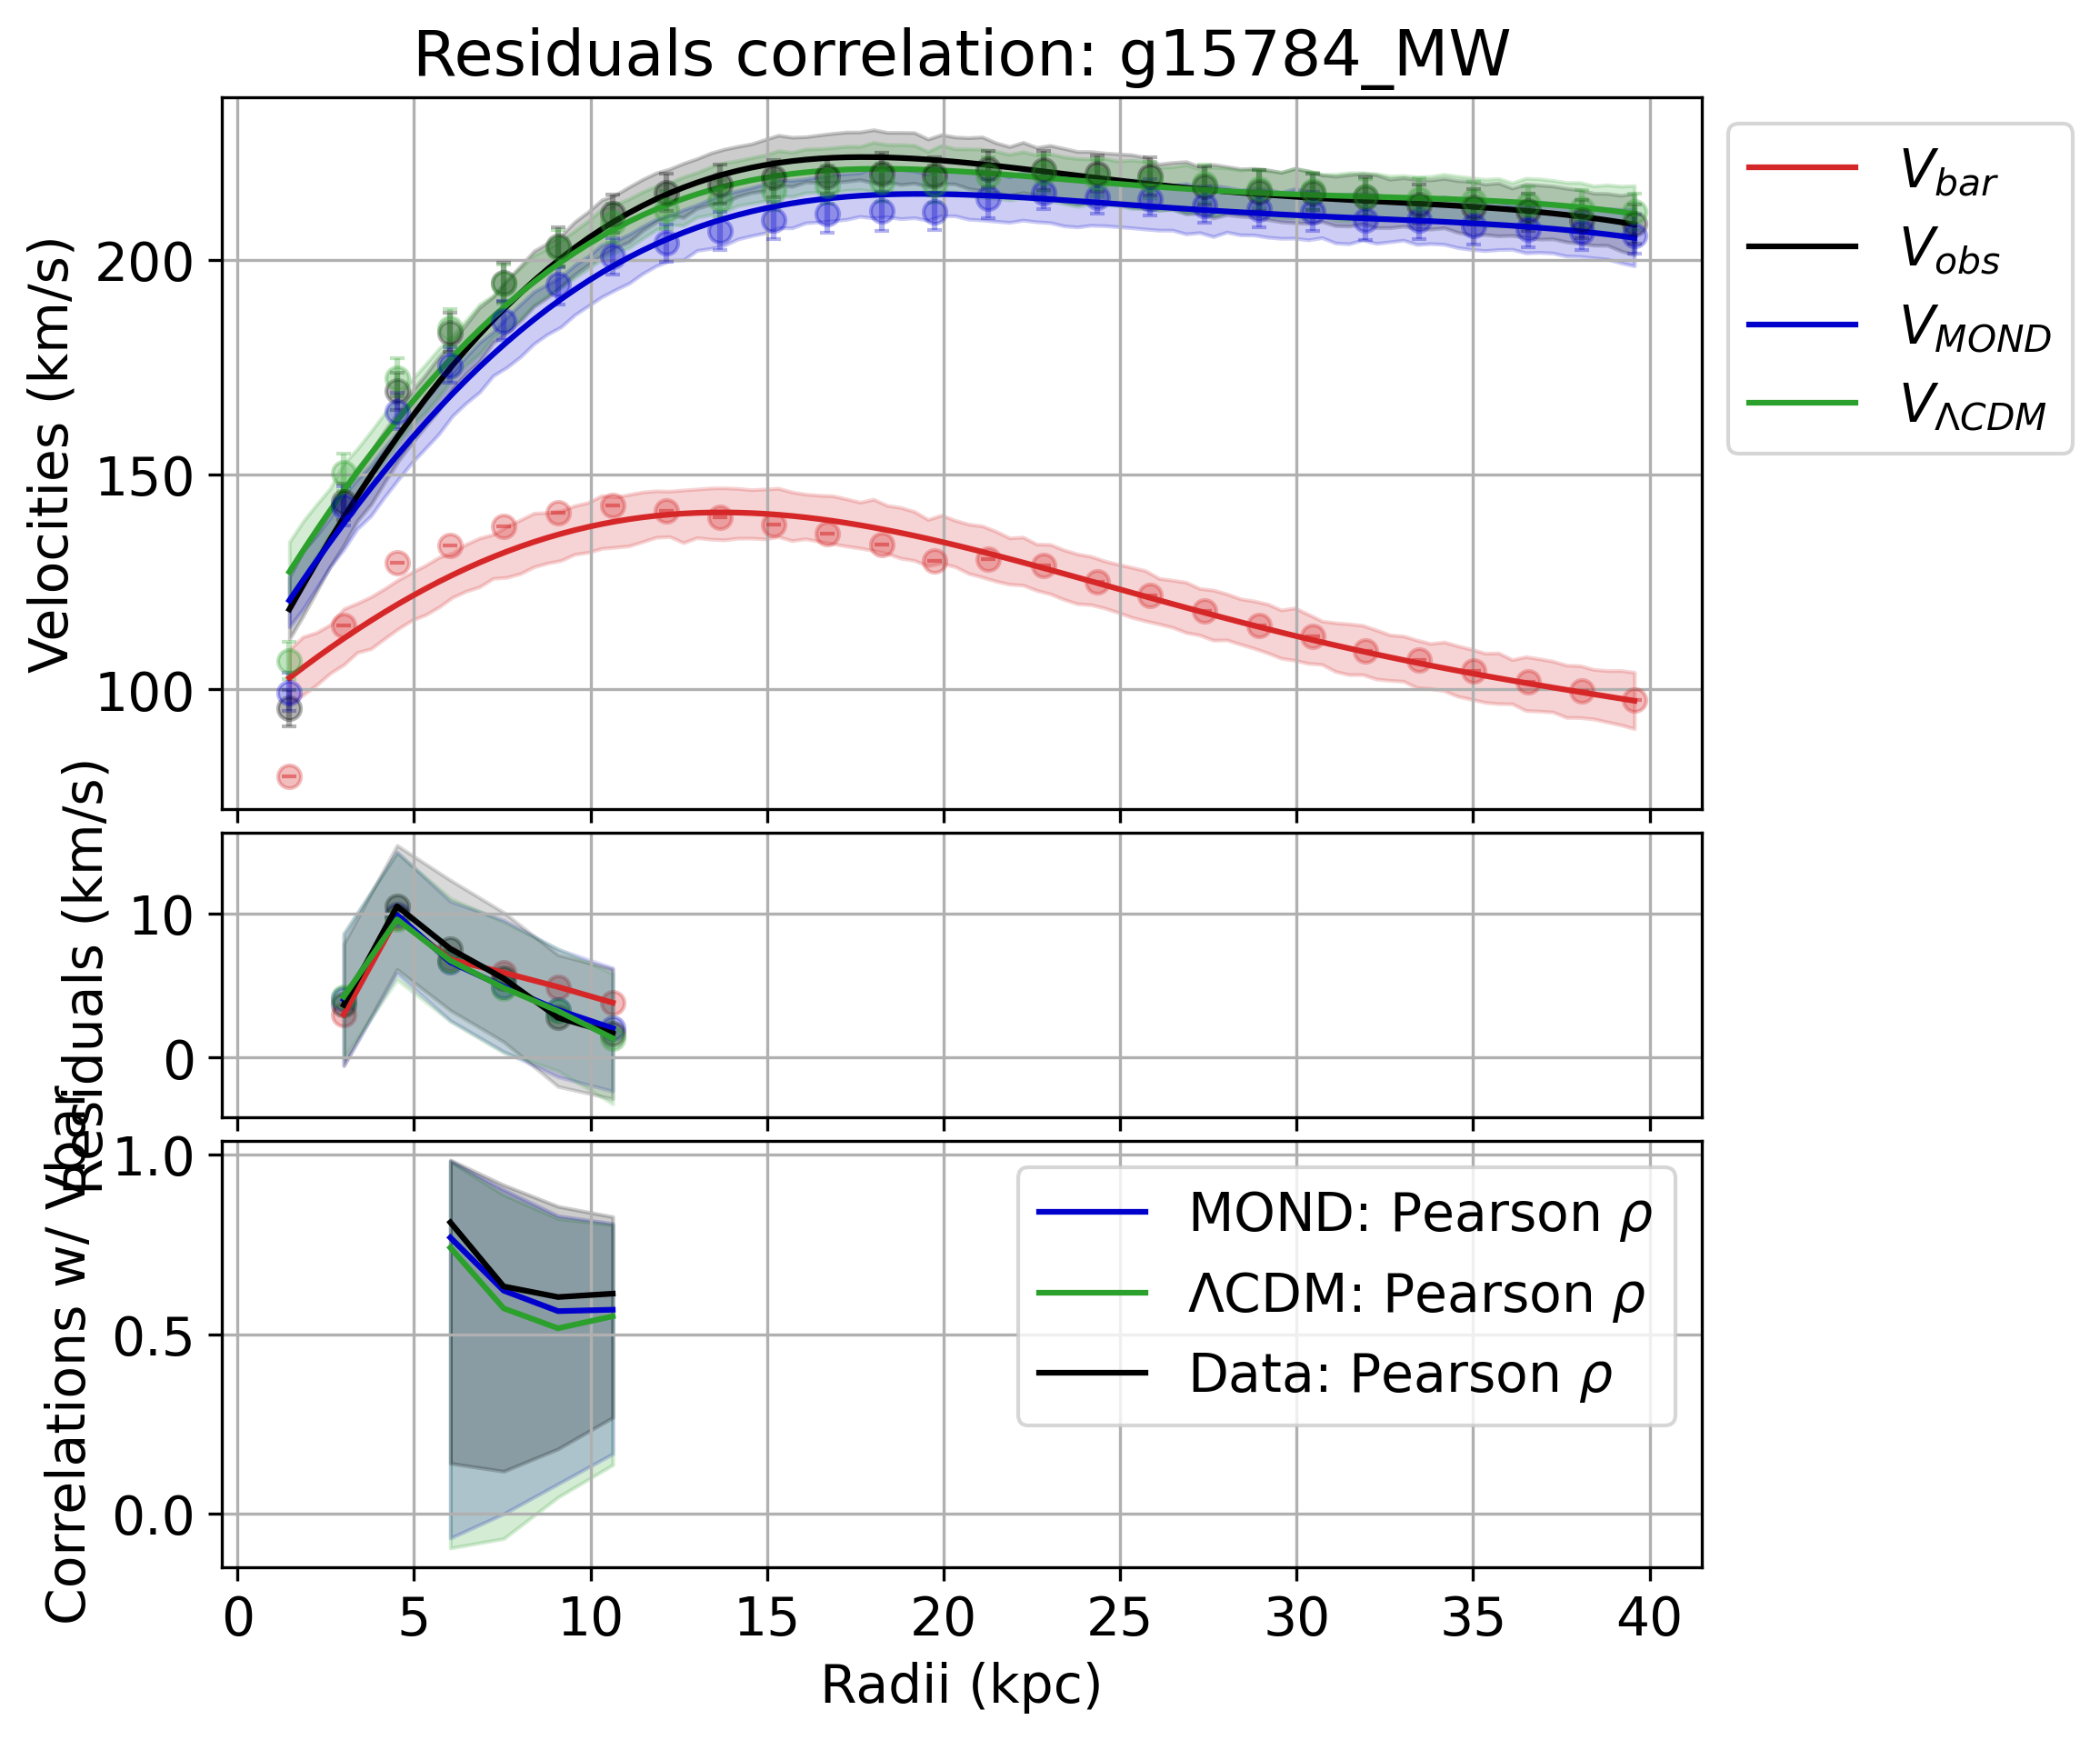 Residuals correlation: g15784_MW
Velocities (km/s)
200
150
100
V_bar
V_obs
V_MOND
V_ΛCDM
Residuals (km/s)
10
0
Correlations w/ Vbar
1.0
0.5
0.0
MOND: Pearson ρ
ΛCDM: Pearson ρ
Data: Pearson ρ
0 5 10 15 20 25 30 35 40
Radii (kpc)